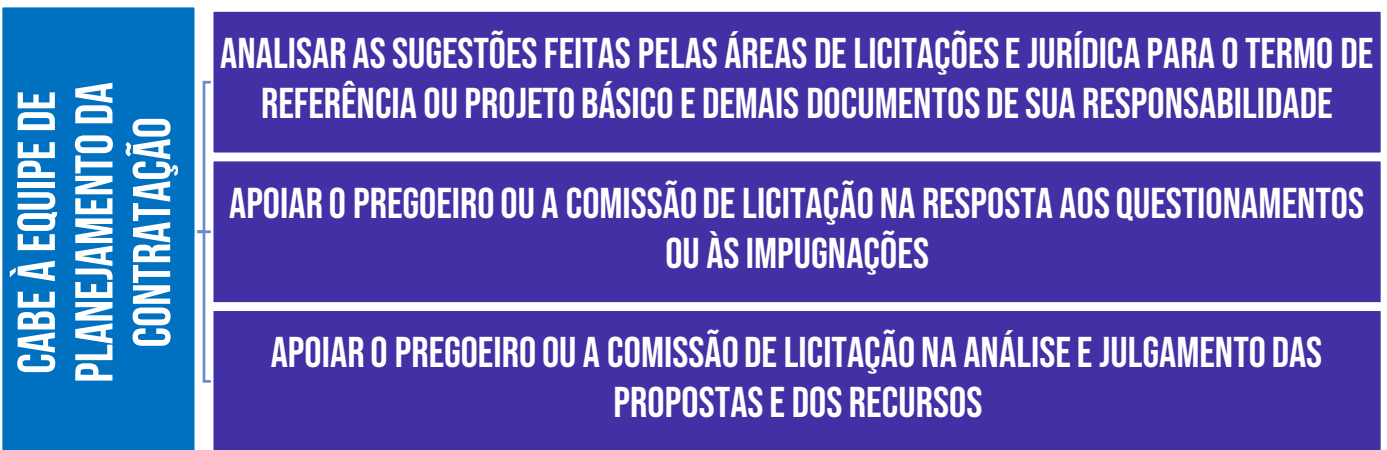 CABE À EQUIPE DE
PLANEJAMENTO DA
CONTRATAÇÃO
ANALISAR AS SUGESTÕES FEITAS PELAS ÁREAS DE LICITAÇÕES E JURÍDICA PARA O TERMO DE
REFERÊNCIA OU PROJETO BÁSICO E DEMAIS DOCUMENTOS DE SUA RESPONSABILIDADE
APOIAR O PREGOEIRO OU A COMISSÃO DE LICITAÇÃO NA RESPOSTA AOS QUESTIONAMENTOS
OU ÀS IMPUGNAÇÕES
APOIAR O PREGOEIRO OU A COMISSÃO DE LICITAÇÃO NA ANÁLISE E JULGAMENTO DAS
PROPOSTAS E DOS RECURSOS